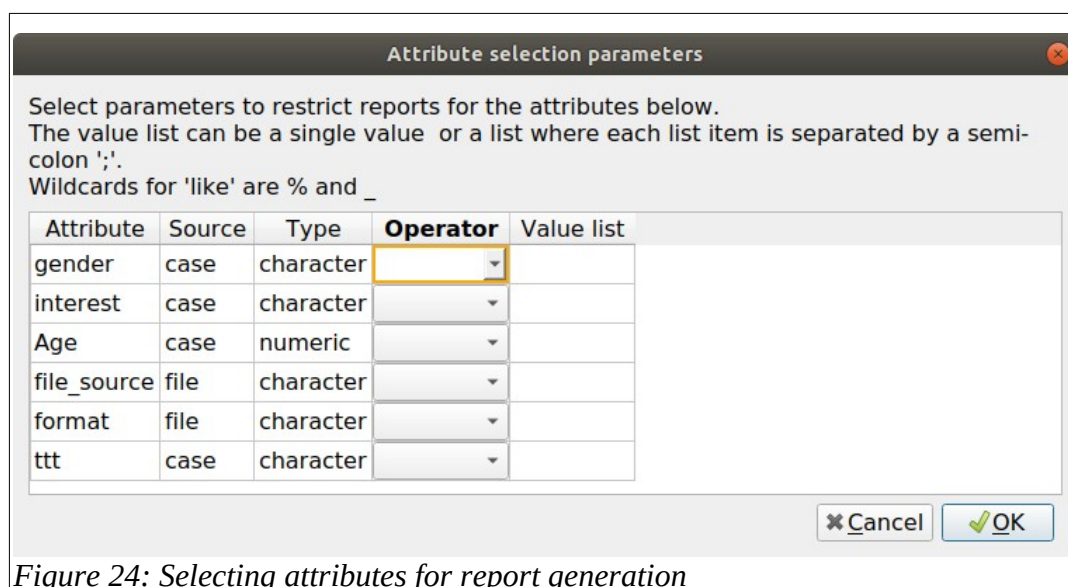 Attribute selection parameters
Select parameters to restrict reports for the attributes below.
The value list can be a single value  or a list where each list item is separated by a semi-
colon ';'.
Wildcards for 'like' are % and _
Attribute Source Type Operator Value list
gender case character
interest case character
Age case numeric
file_source file character
format file character
ttt case character
Cancel OK
Figure 24: Selecting attributes for report generation